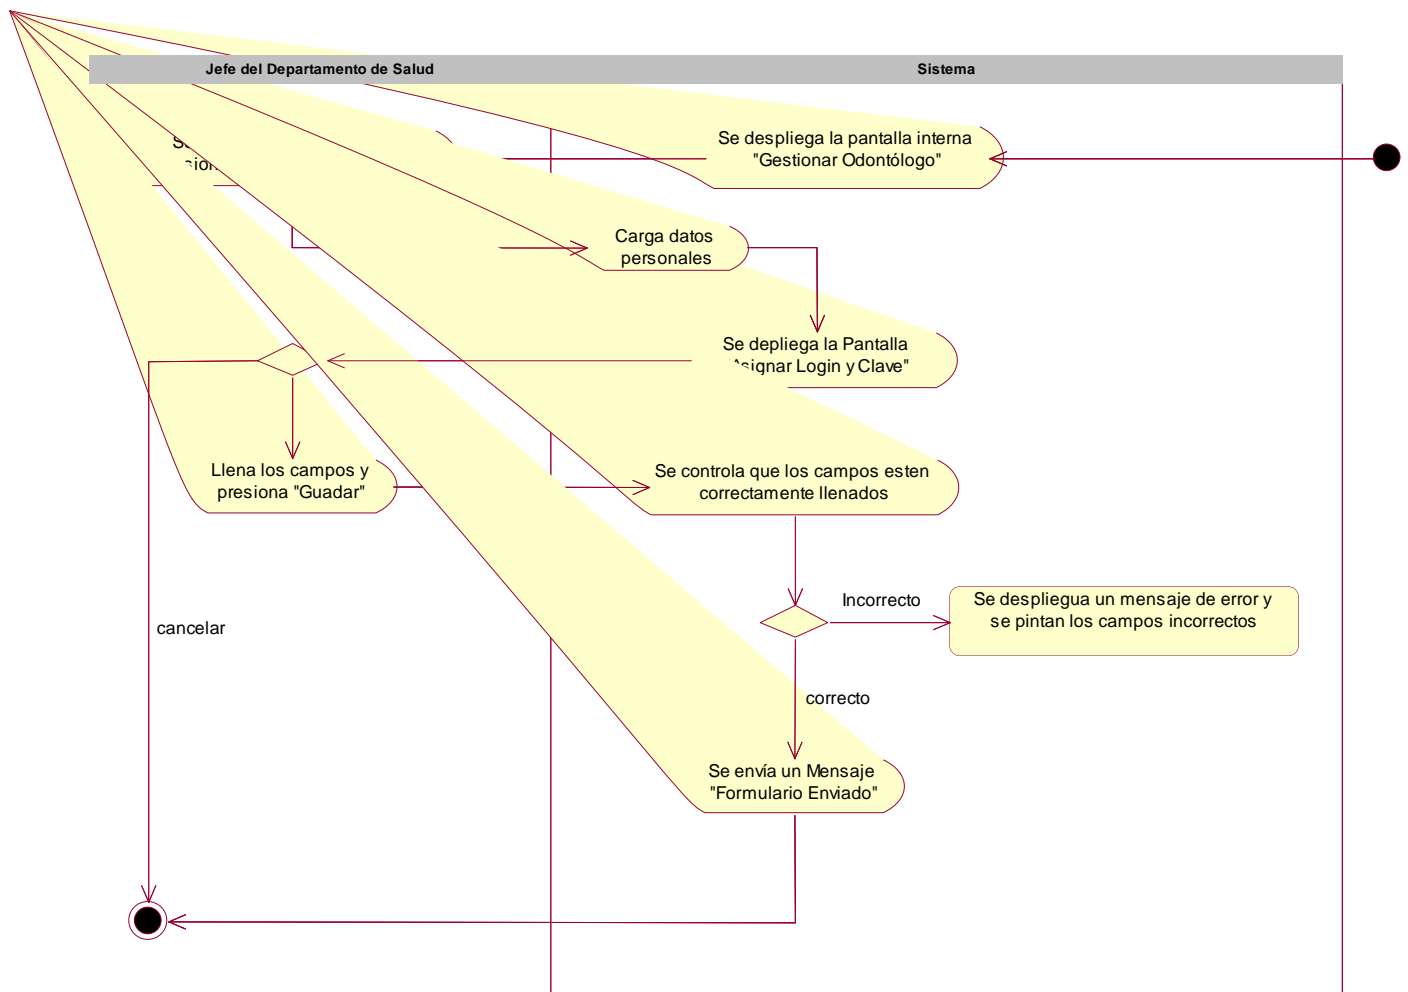 Jefe del Departamento de Salud
Sistema
Se despliega la pantalla interna
"Gestionar Odontólogo"
Carga datos
personales
Se depliega la Pantalla
Login y Clave"
Llena los campos y
presiona "Guadar"
Se controla que los campos esten
correctamente llenados
Incorrecto
Se despliegua un mensaje de error y
se pintan los campos incorrectos
cancelar
correcto
Se envía un Mensaje
"Formulario Enviado"